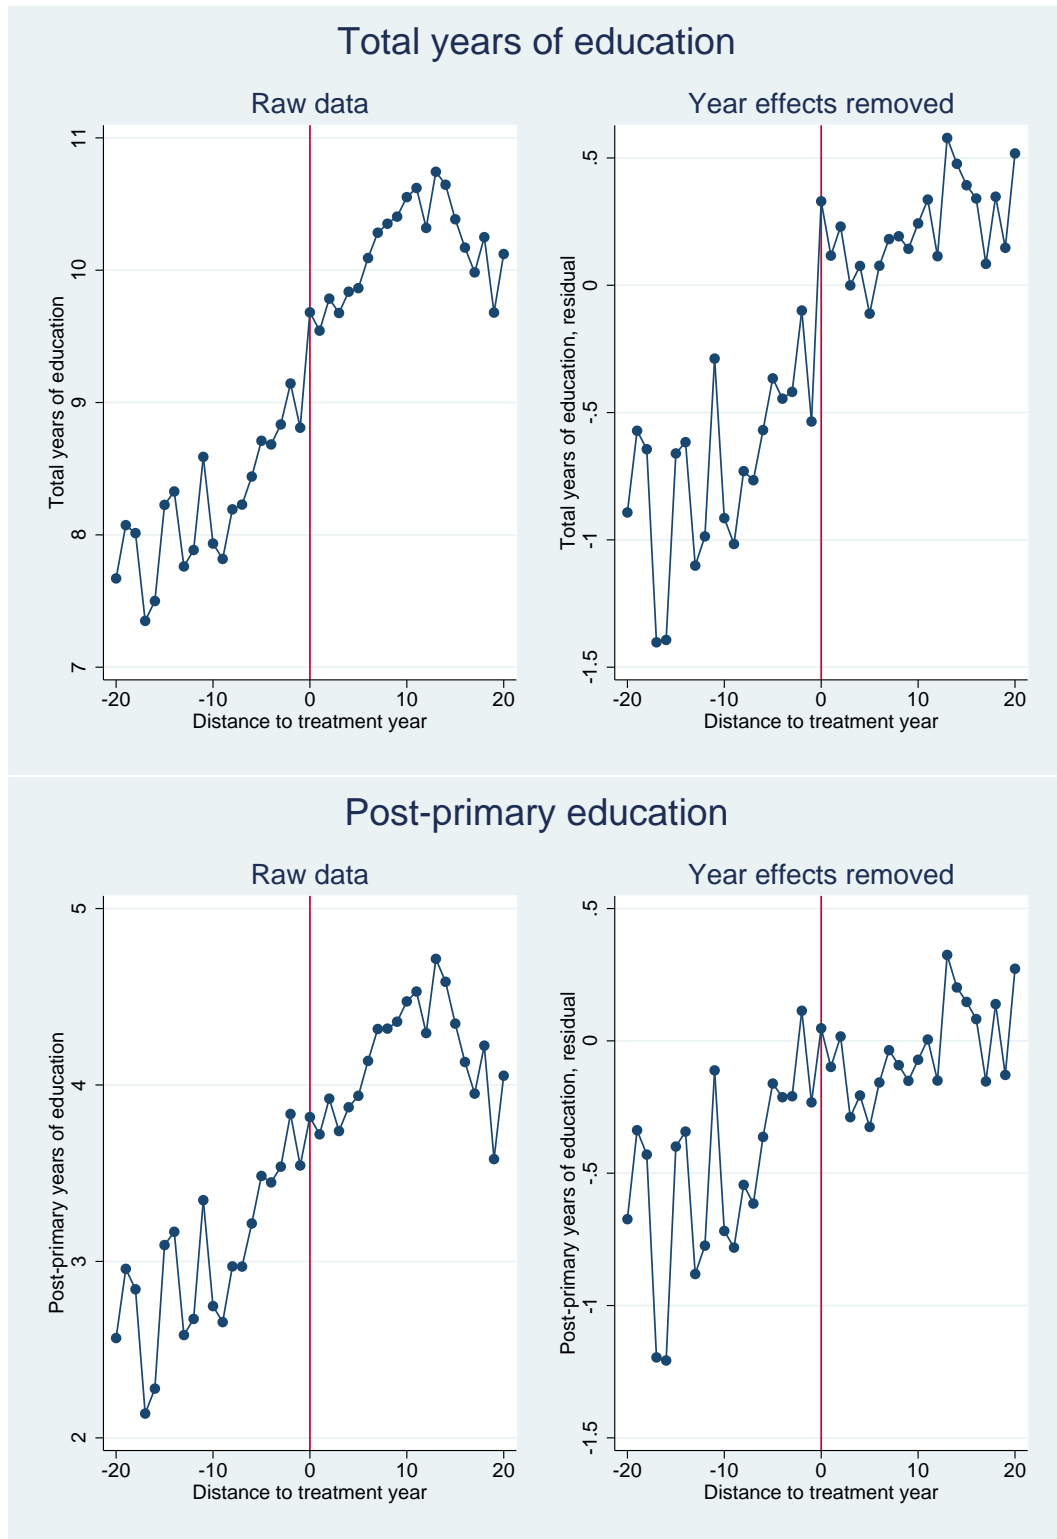 Total years of education
Raw data
Total years of education
11
10
9
8
7
-20 -10 0 10 20
Distance to treatment year
Year effects removed
Total years of education, residual
.5
0
-.5
-1
-1.5
-20 -10 0 10 20
Distance to treatment year
Post-primary education
Raw data
Post-primary years of education
5
4
3
2
-20 -10 0 10 20
Distance to treatment year
Year effects removed
Post-primary years of education, residual
.5
0
-.5
-1
-1.5
-20 -10 0 10 20
Distance to treatment year